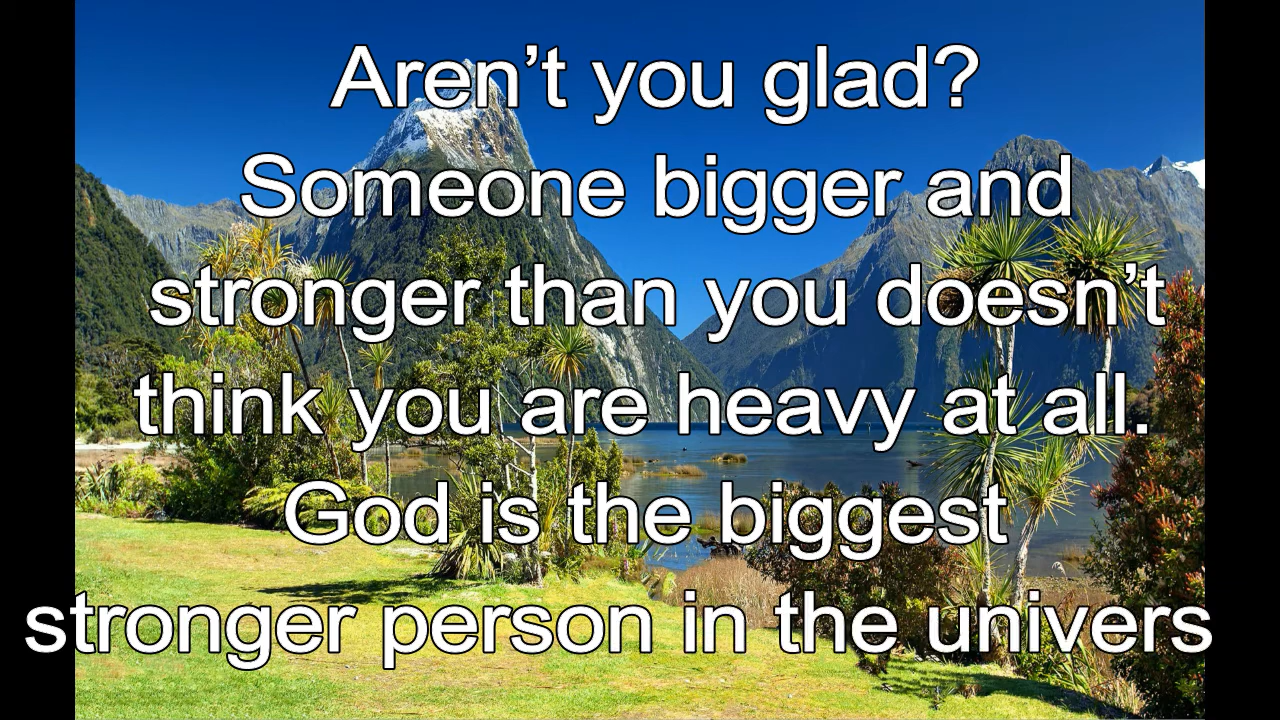 Aren’t you glad?
Someone bigger and
stronger than you doesn’t
think you are heavy at all.
God is the biggest
stronger person in the univers